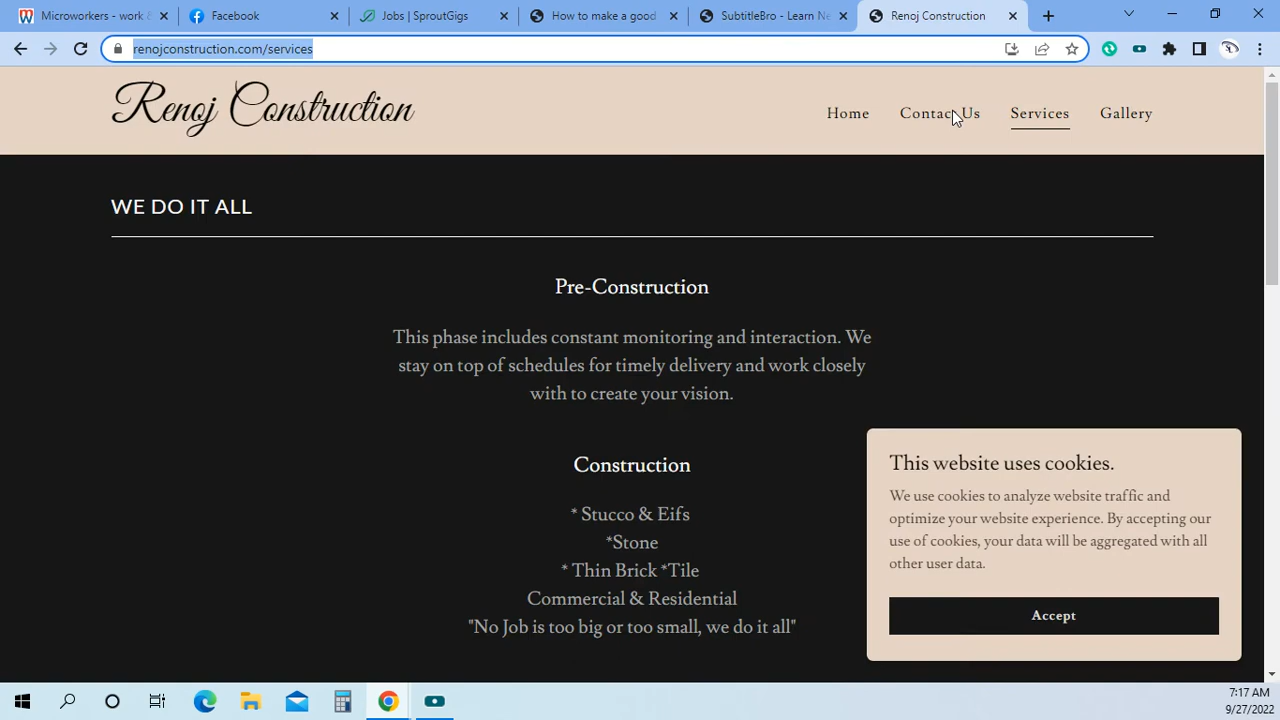 Microworkers - work &
Facebook
Jobs | SproutGigs
How to make a good
SubtitleBro - Learn Ne
Renoj Construction
renojconstruction.com/services
Renoj Construction
Home
Contact Us
Services
Gallery
WE DO IT ALL
Pre-Construction
This phase includes constant monitoring and interaction. We
stay on top of schedules for timely delivery and work closely
with to create your vision.
Construction
* Stucco & Eifs
*Stone
* Thin Brick *Tile
Commercial & Residential
"No Job is too big or too small, we do it all"
This website uses cookies.
We use cookies to analyze website traffic and
optimize your website experience. By accepting our
use of cookies, your data will be aggregated with all
other user data.
Accept
7:17 AM
9/27/2022